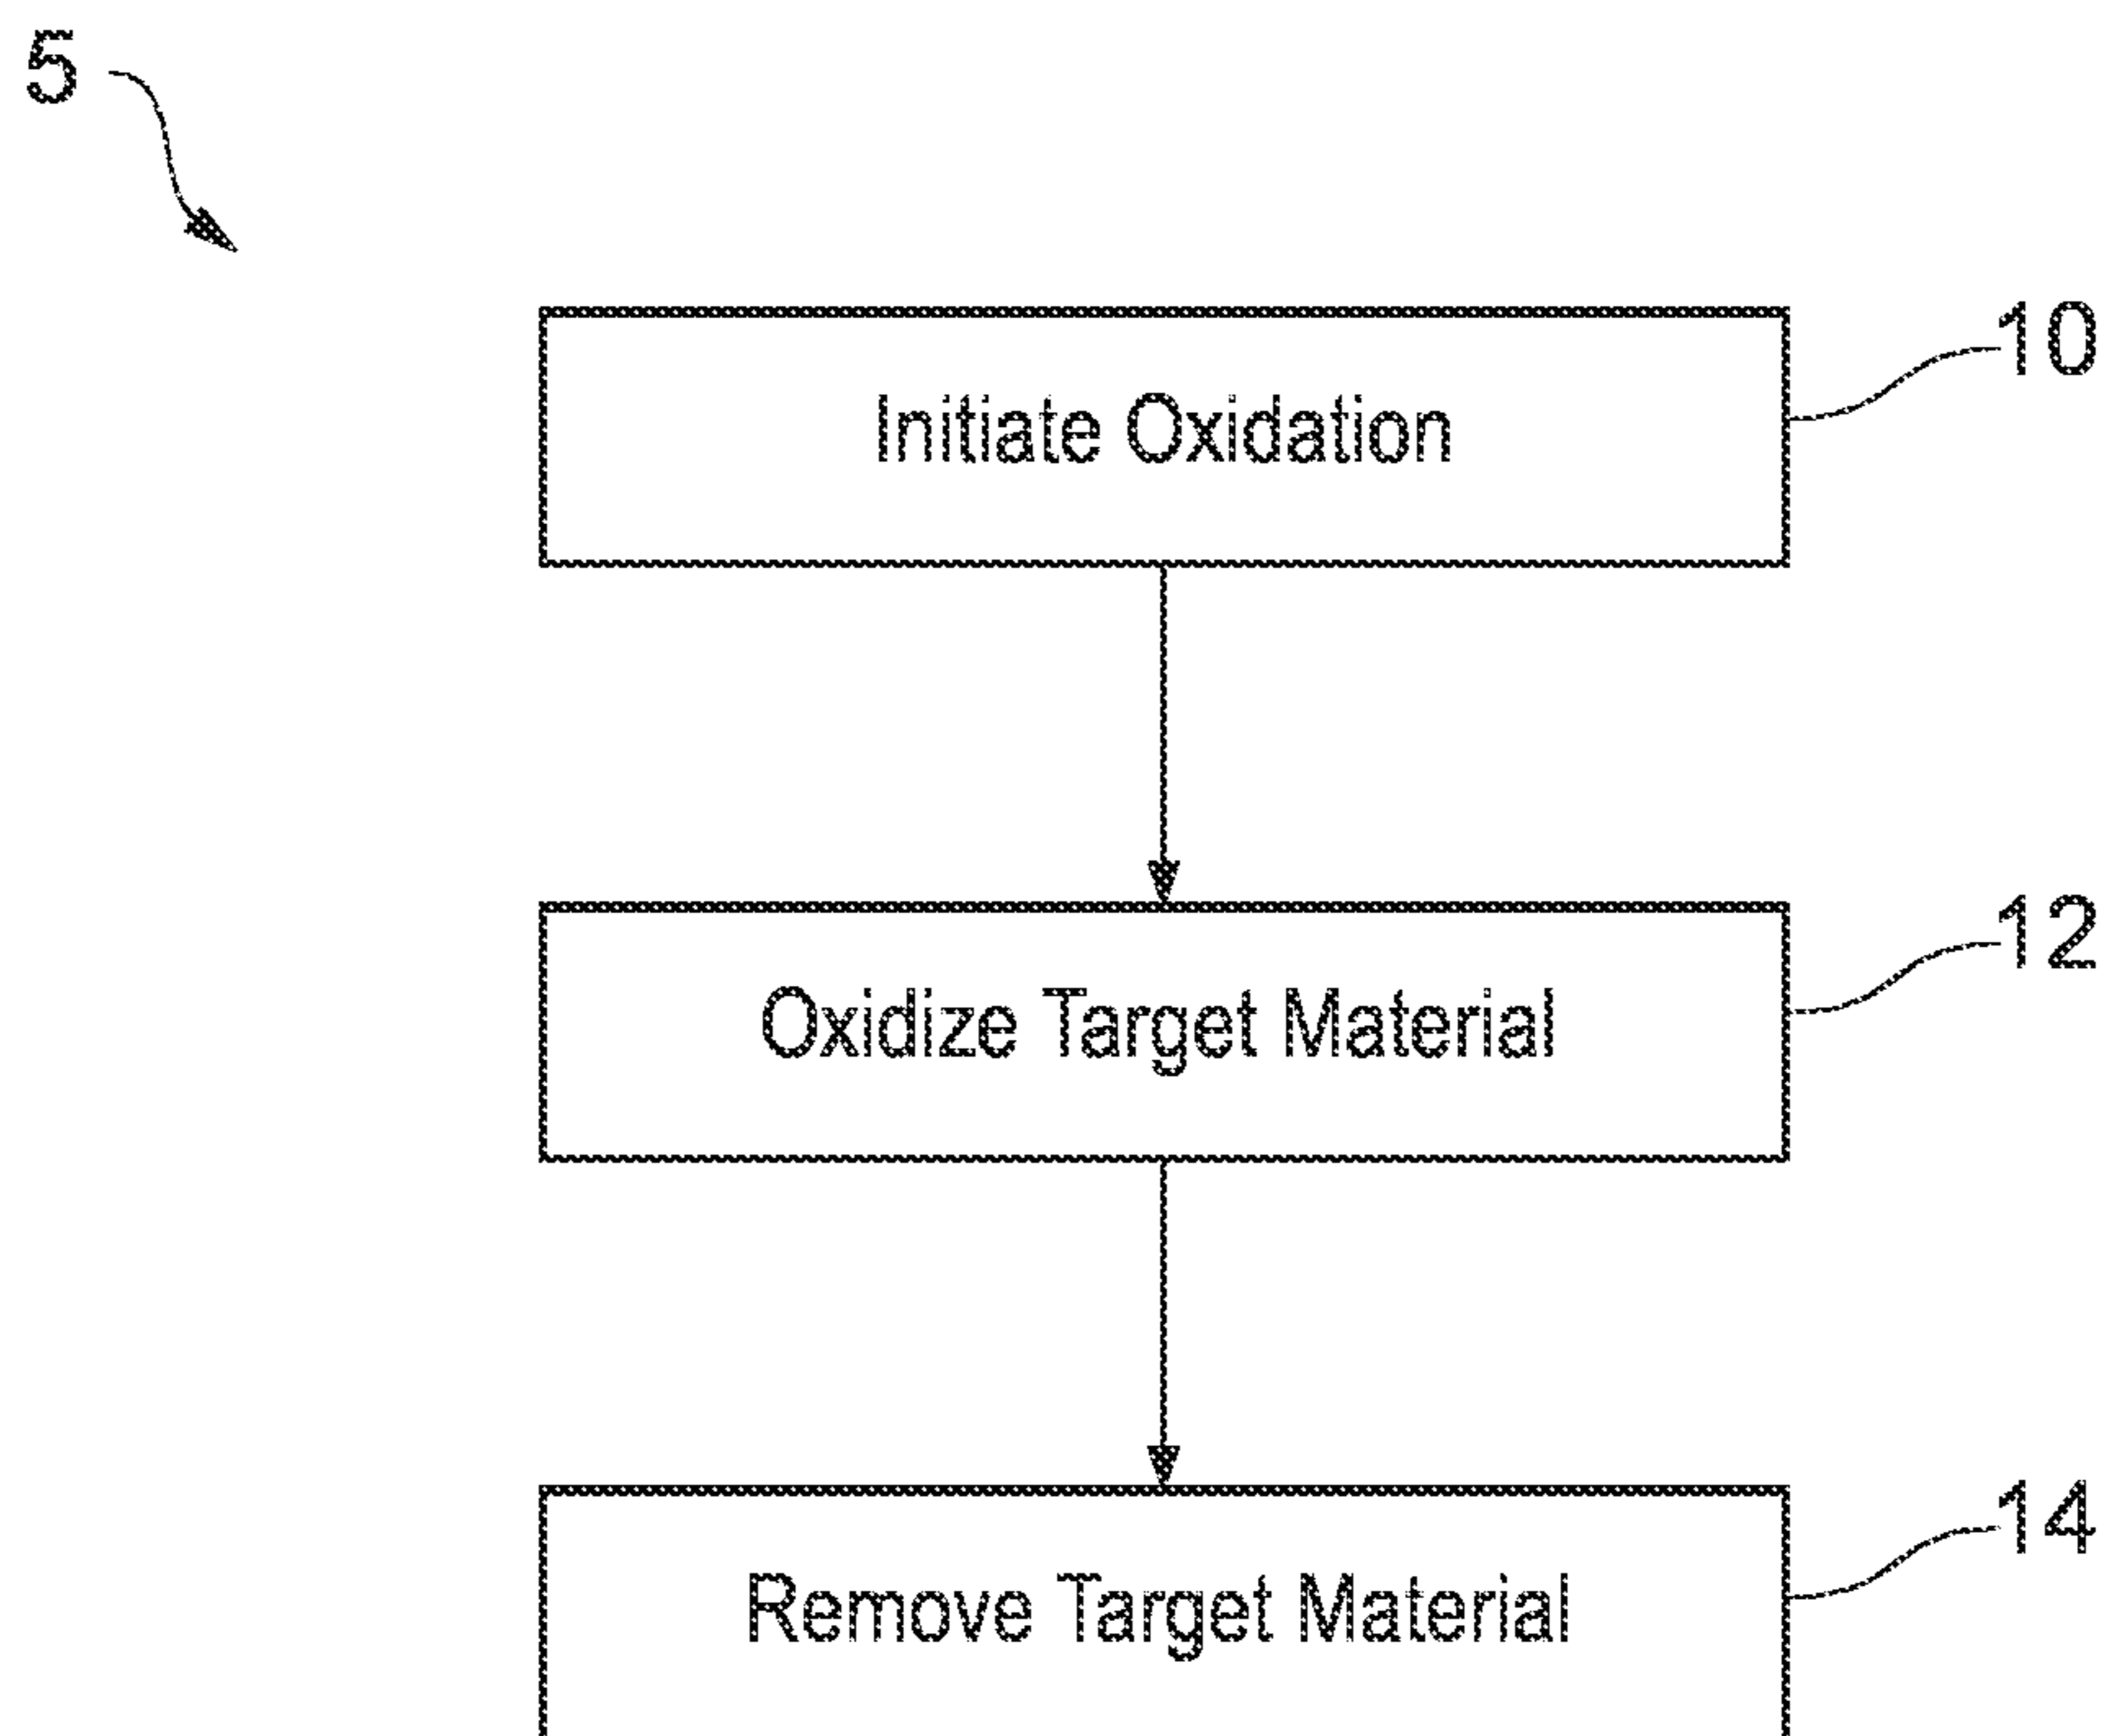 5
Initiate Oxidation
10
Oxidize Target Material
12
Remove Target Material
14